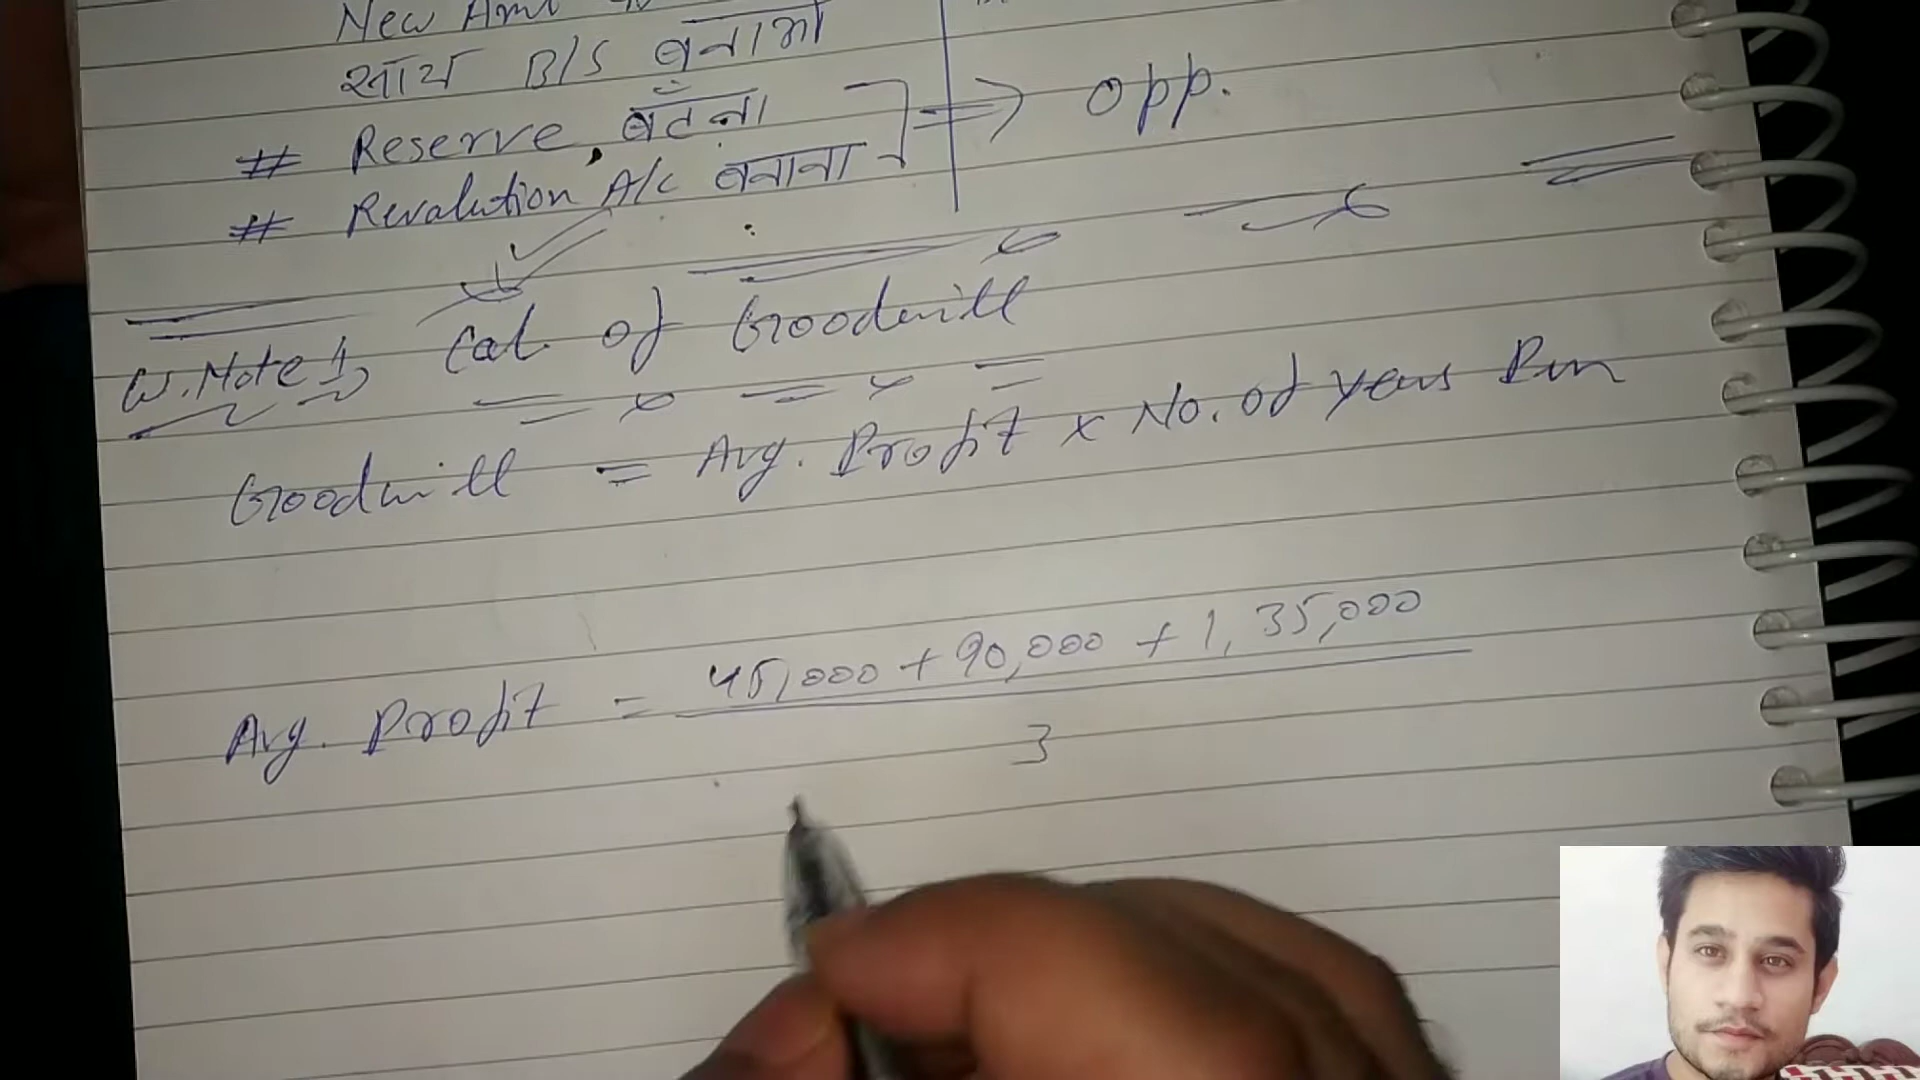 New Amt
साथ B/S बनाना
# Reserve, बँटना
# Revalution A/c बनाना ] => opp.
W. Note 1 Cal. of Goodwill
Goodwill = Avg. Profit x No. of years Pur
Avg. Profit = 45,000 + 90,000 + 1,35,000
3